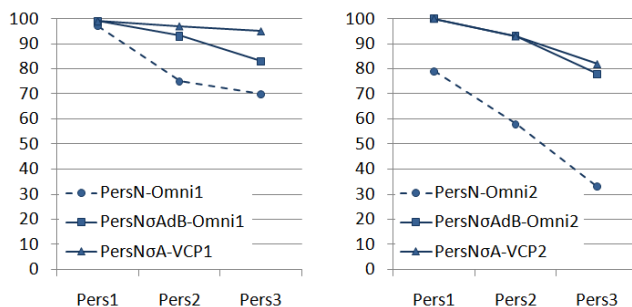 100
90
80
70
60
50
40
30
20
10
0
PersN-Omni1
PersNσAdB-Omni1
PersNσA-VCP1
Pers1 Pers2 Pers3
100
90
80
70
60
50
40
30
20
10
0
PersN-Omni2
PersNσAdB-Omni2
PersNσA-VCP2
Pers1 Pers2 Pers3